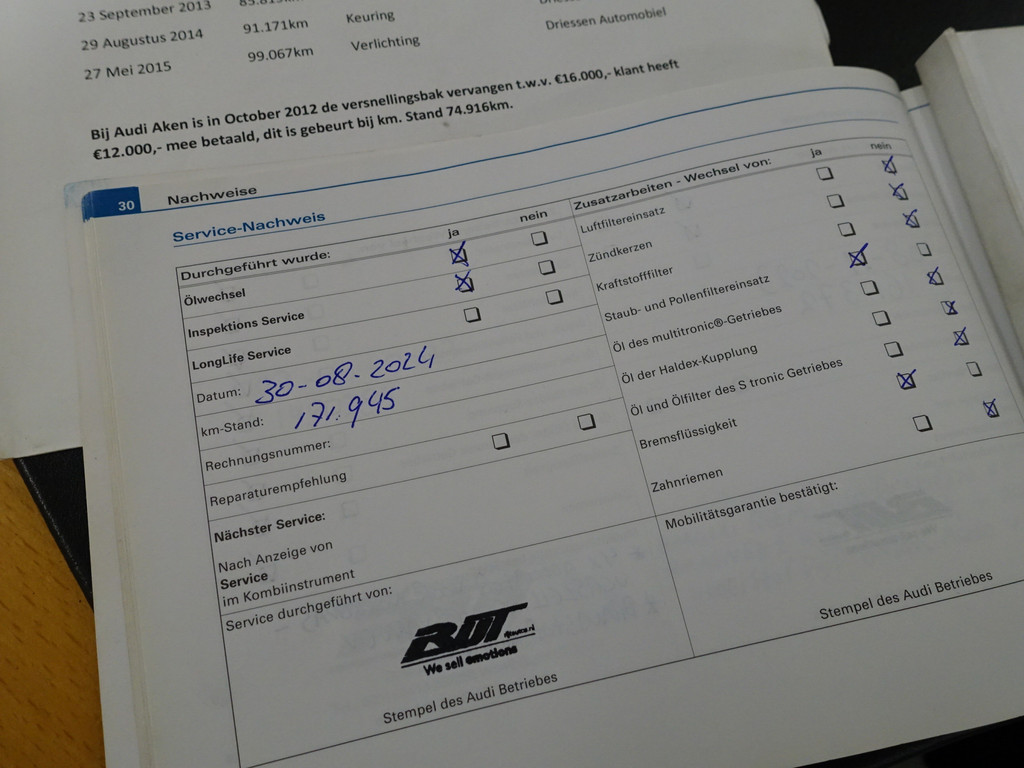 23 September 2013
29 Augustus 2014 91.171km Keuring Driessen Automobiel
27 Mei 2015 99.067km Verlichting
Bij Audi Aken is in October 2012 de versnellingsbak vervangen t.w.v. €16.000,- klant heeft
€12.000,- mee betaald, dit is gebeurt bij km. Stand 74.916km.
30 Nachweise
Service-Nachweis
Durchgeführt wurde: ja nein
Ölwechsel
Inspektions Service
LongLife Service
Datum: 30-08-2024
km-Stand: 171.945
Rechnungsnummer:
Reparaturempfehlung
Nächster Service:
Nach Anzeige von
Service
im Kombiinstrument
Service durchgeführt von:
BDT
We sell emotions
Stempel des Audi Betriebes
Zusatzarbeiten - Wechsel von: ja nein
Luftfiltereinsatz
Zündkerzen
Kraftstofffilter
Staub- und Pollenfiltereinsatz
Öl des multitronic®-Getriebes
Öl der Haldex-Kupplung
Öl und Ölfilter des S tronic Getriebes
Bremsflüssigkeit
Zahnriemen
Mobilitätsgarantie bestätigt:
Stempel des Audi Betriebes